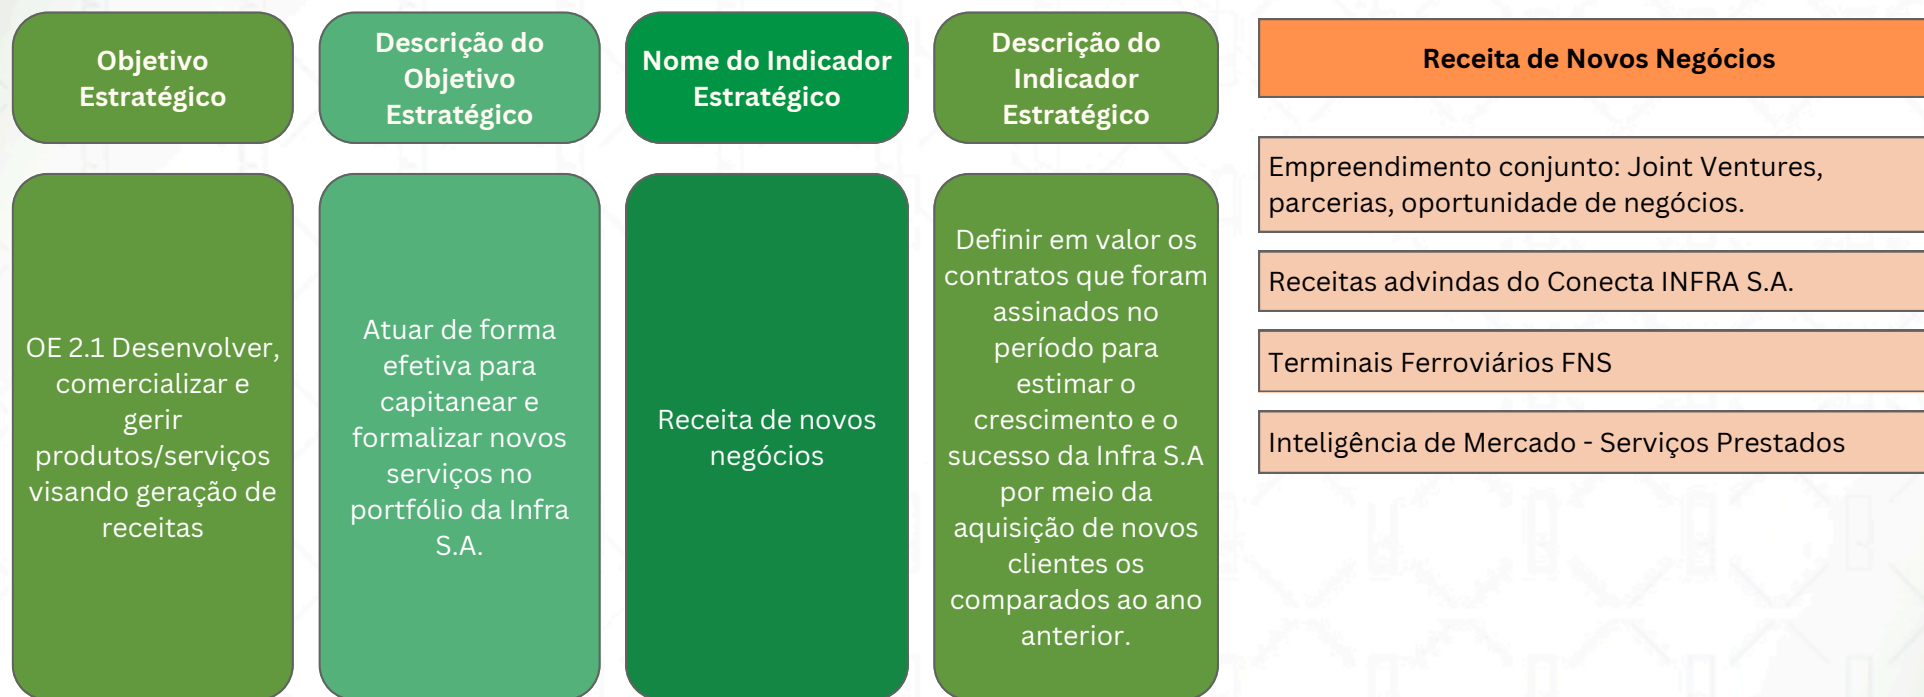 Objetivo
Estratégico
Descrição do
Objetivo
Estratégico
Nome do Indicador
Estratégico
Descrição do
Indicador
Estratégico
Receita de Novos Negócios
OE 2.1 Desenvolver,
comercializar e
gerir
produtos/serviços
visando geração de
receitas
Atuar de forma
efetiva para
capitanear e
formalizar novos
serviços no
portfólio da Infra
S.A.
Receita de novos
negócios
Definir em valor os
contratos que foram
assinados no
período para
estimar o
crescimento e o
sucesso da Infra S.A
por meio da
aquisição de novos
clientes os
comparados ao ano
anterior.
Empreendimento conjunto: Joint Ventures,
parcerias, oportunidade de negócios.
Receitas advindas do Conecta INFRA S.A.
Terminais Ferroviários FNS
Inteligência de Mercado - Serviços Prestados